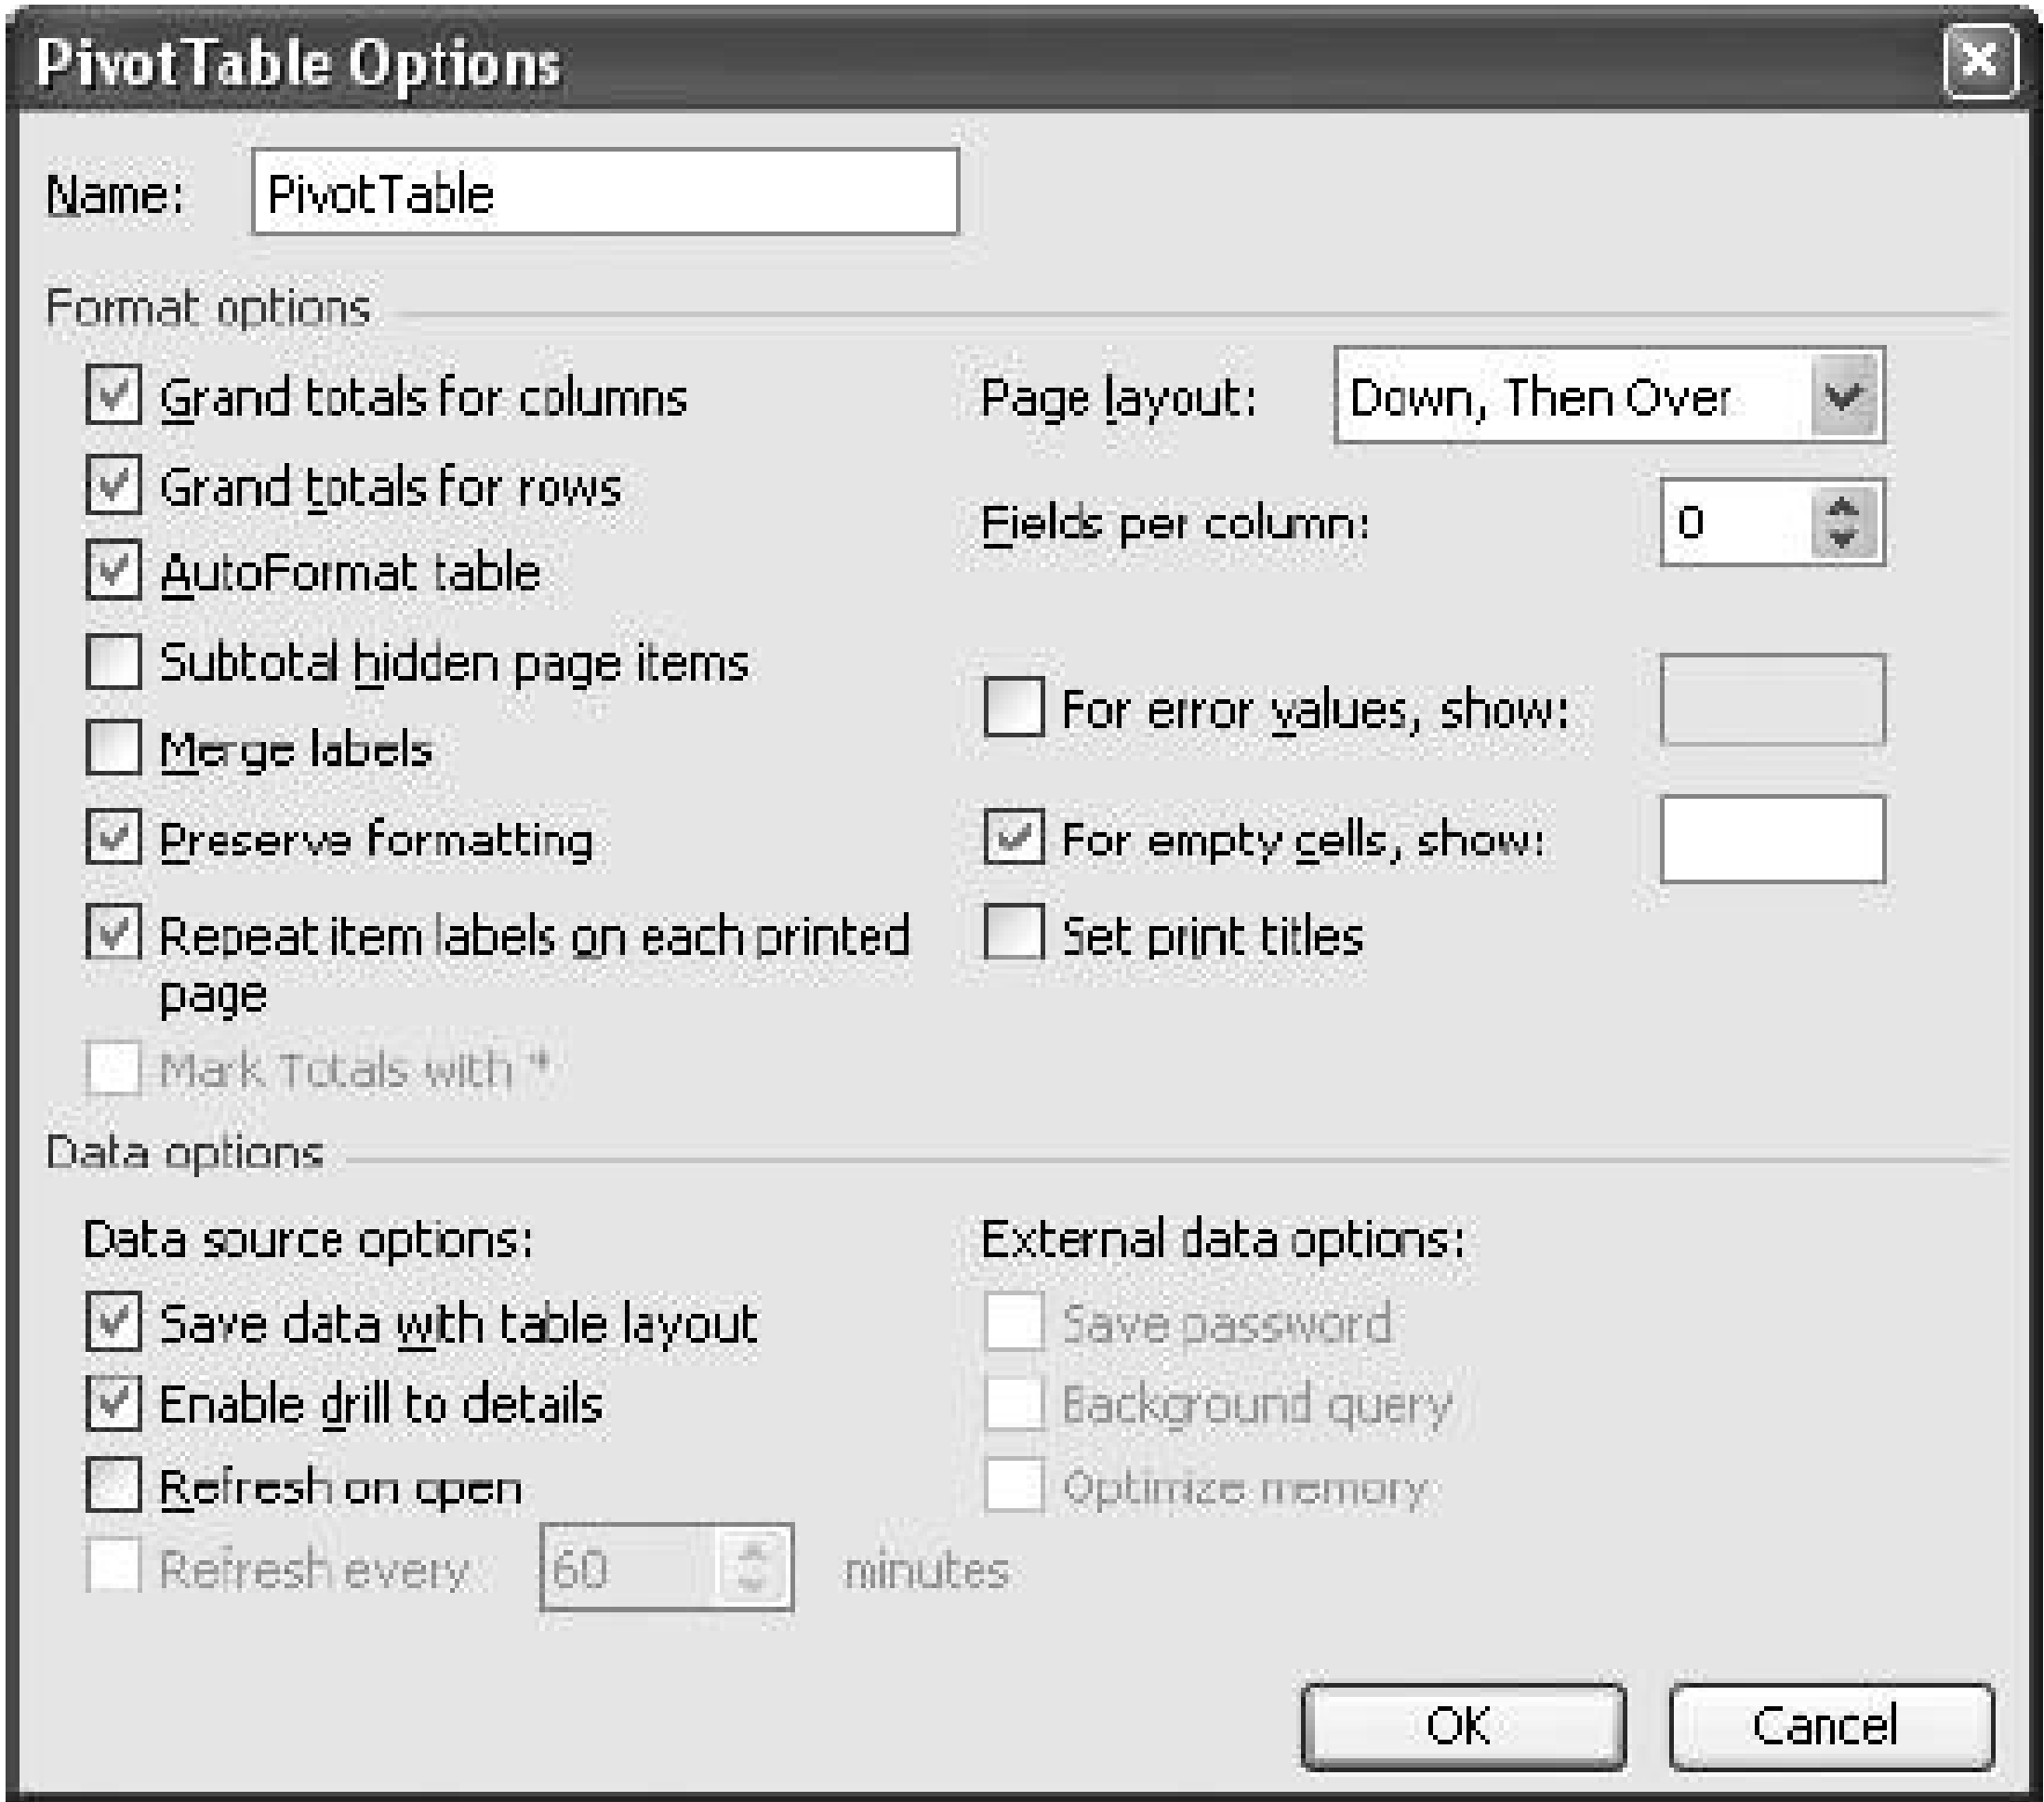 PivotTable Options
Name: PivotTable
Format options
Grand totals for columns
Page layout: Down, Then Over
Grand totals for rows
Fields per column: 0
AutoFormat table
Subtotal hidden page items
For error values, show:
Merge labels
Preserve formatting
For empty cells, show:
Repeat item labels on each printed
page
Set print titles
Mark Totals with *
Data options
Data source options:
External data options:
Save data with table layout
Save password
Enable drill to details
Background query
Refresh on open
Optimize memory
Refresh every 60 minutes
OK Cancel